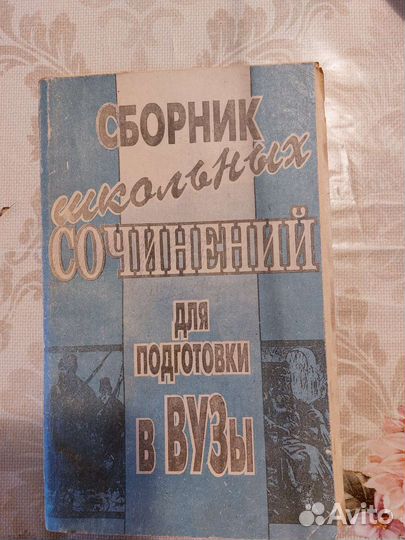 СБОРНИК
школьных
СОЧИНЕНИЙ
ДЛЯ
ПОДГОТОВКИ
В ВУЗы
Avito